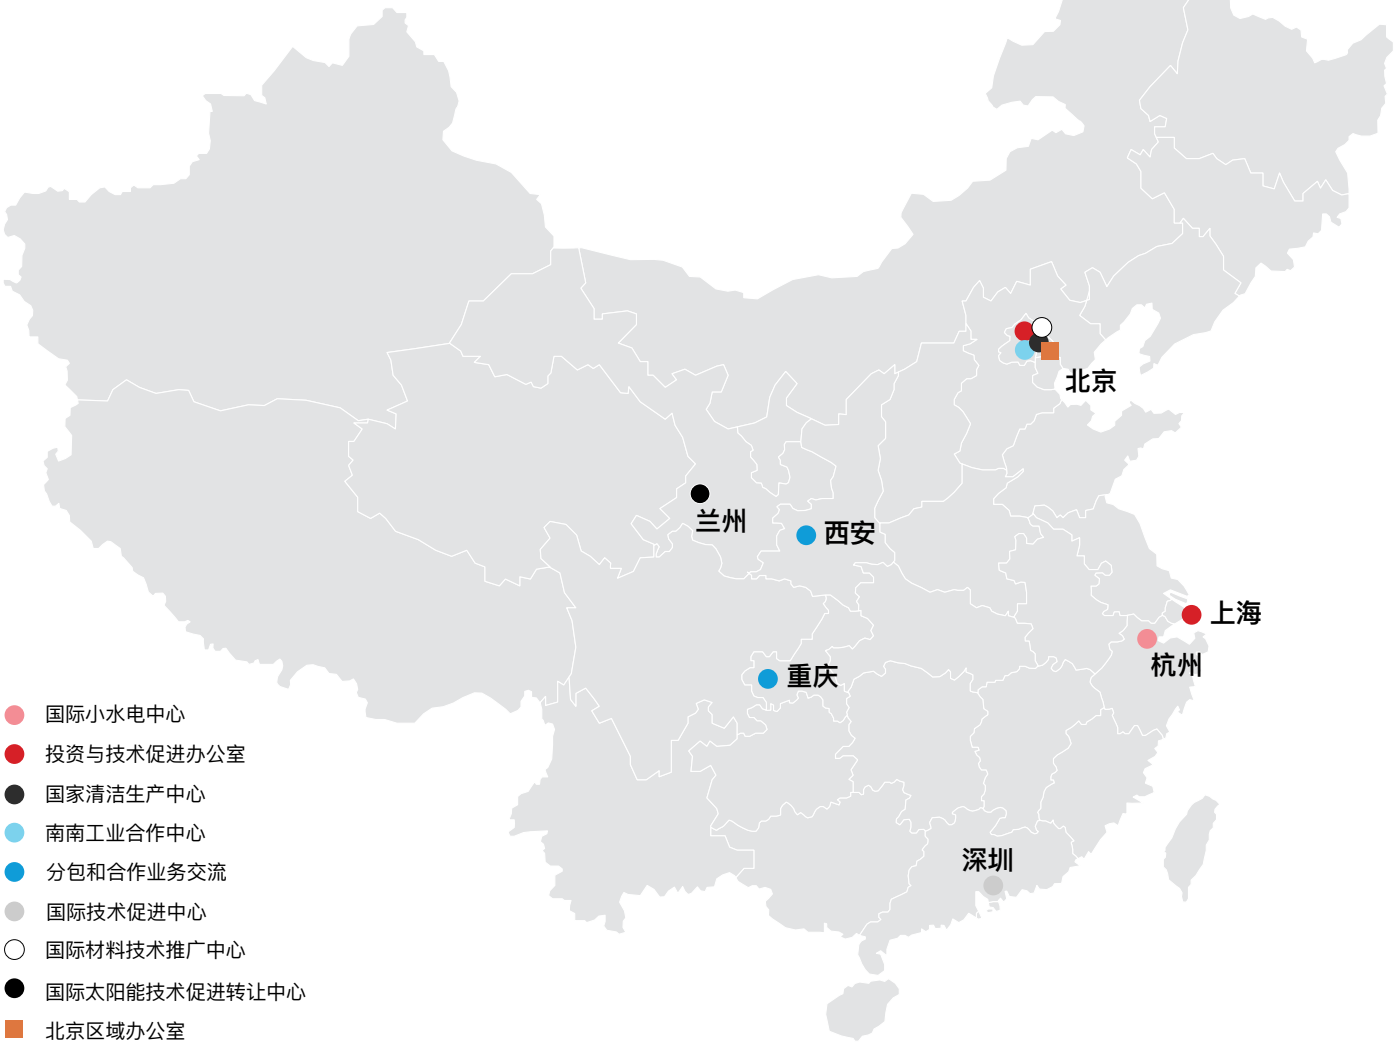 北京
兰州
西安
上海
杭州
重庆
深圳
国际小水电中心
投资与技术促进办公室
国家清洁生产中心
南南工业合作中心
分包和合作业务交流
国际技术促进中心
国际材料技术推广中心
国际太阳能技术促进转让中心
北京区域办公室